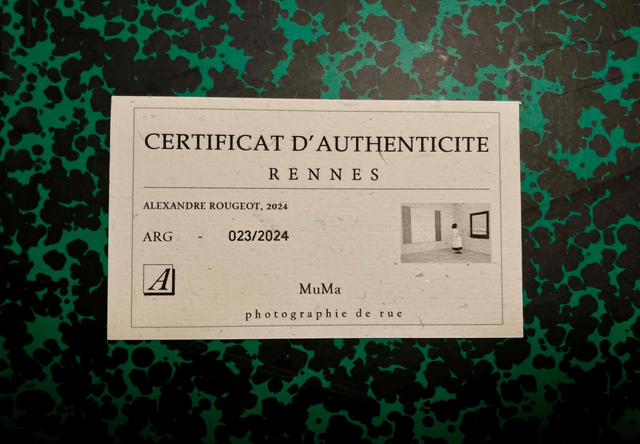 CERTIFICAT D'AUTHENTICITE
RENNES
ALEXANDRE ROUGEOT, 2024
ARG - 023/2024
A
MuMa
photographie de rue